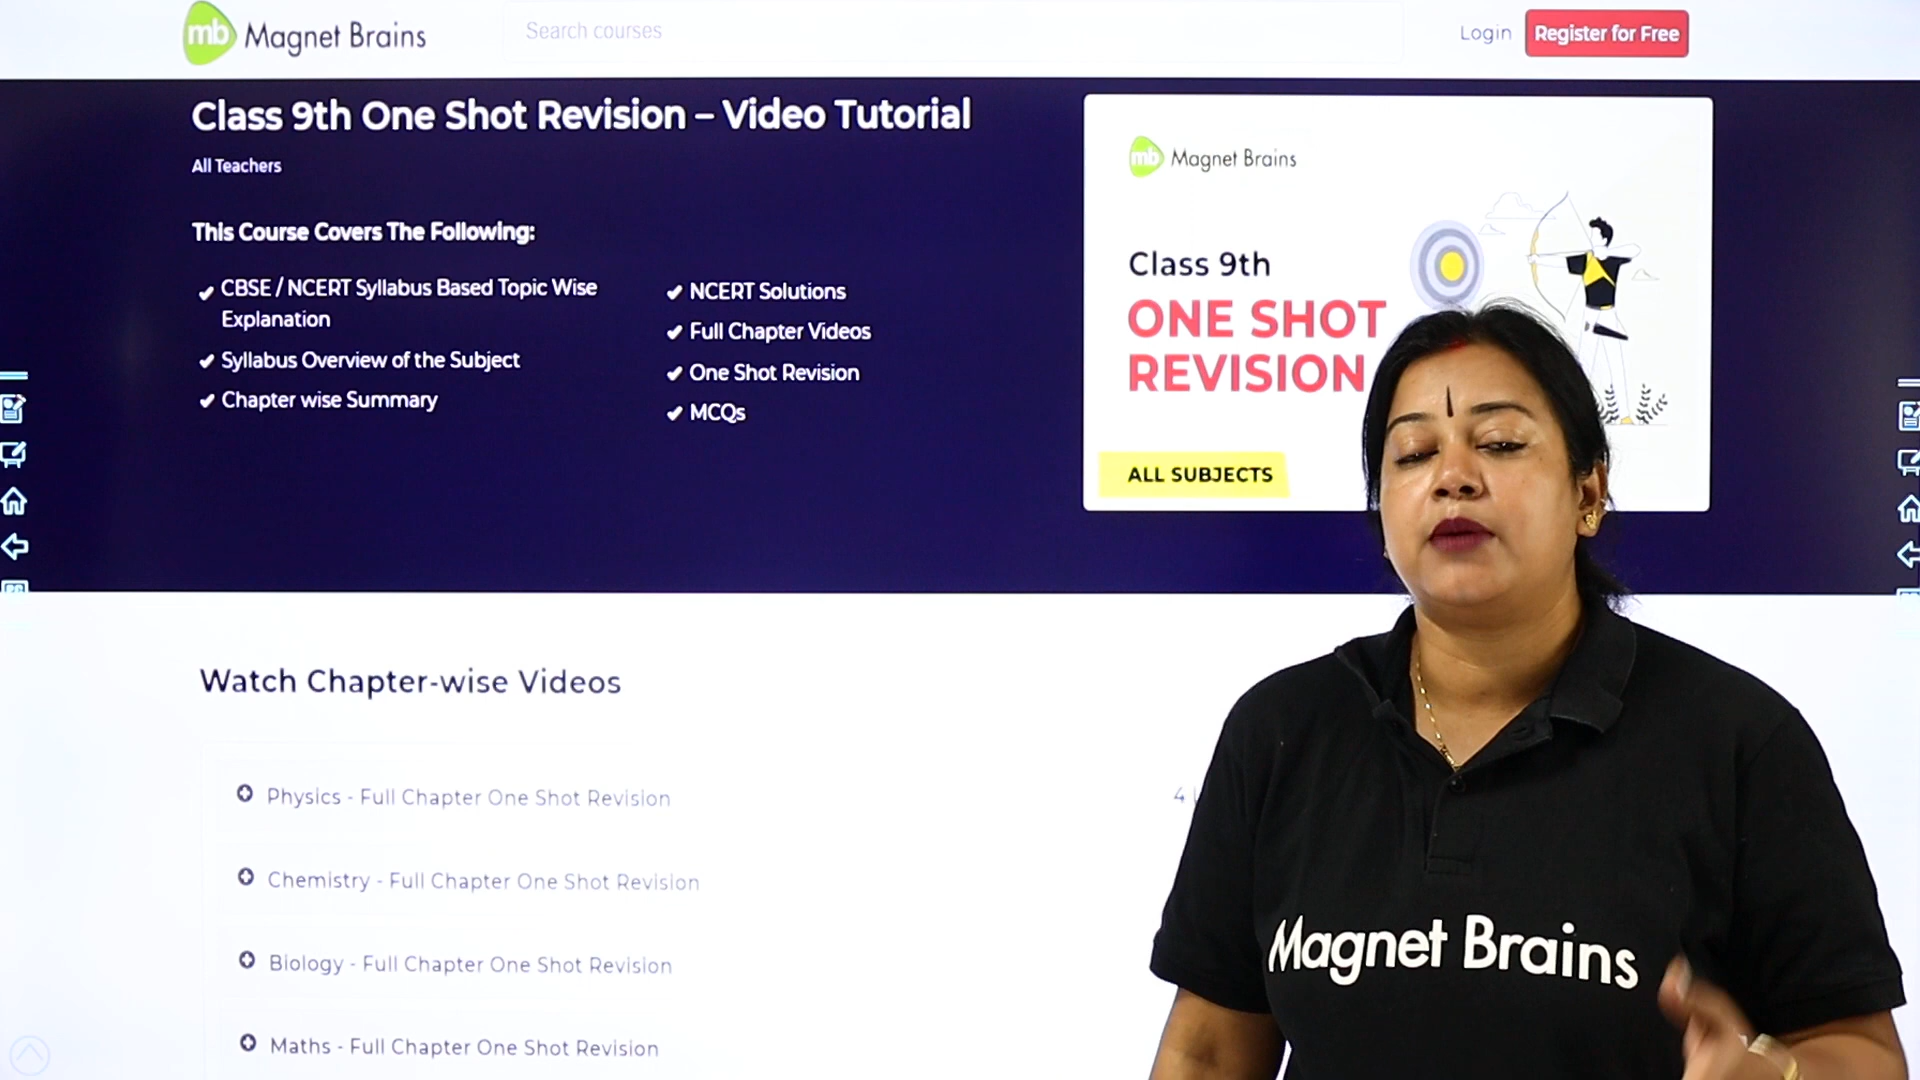 mb Magnet Brains
Search courses
Login
Register for Free
Class 9th One Shot Revision – Video Tutorial
All Teachers
This Course Covers The Following:
CBSE / NCERT Syllabus Based Topic Wise
Explanation
Syllabus Overview of the Subject
Chapter wise Summary
NCERT Solutions
Full Chapter Videos
One Shot Revision
MCQs
mb Magnet Brains
Class 9th
ONE SHOT
REVISION
ALL SUBJECTS
Watch Chapter-wise Videos
Physics - Full Chapter One Shot Revision
4
Chemistry - Full Chapter One Shot Revision
Biology - Full Chapter One Shot Revision
Maths - Full Chapter One Shot Revision
Magnet Brains